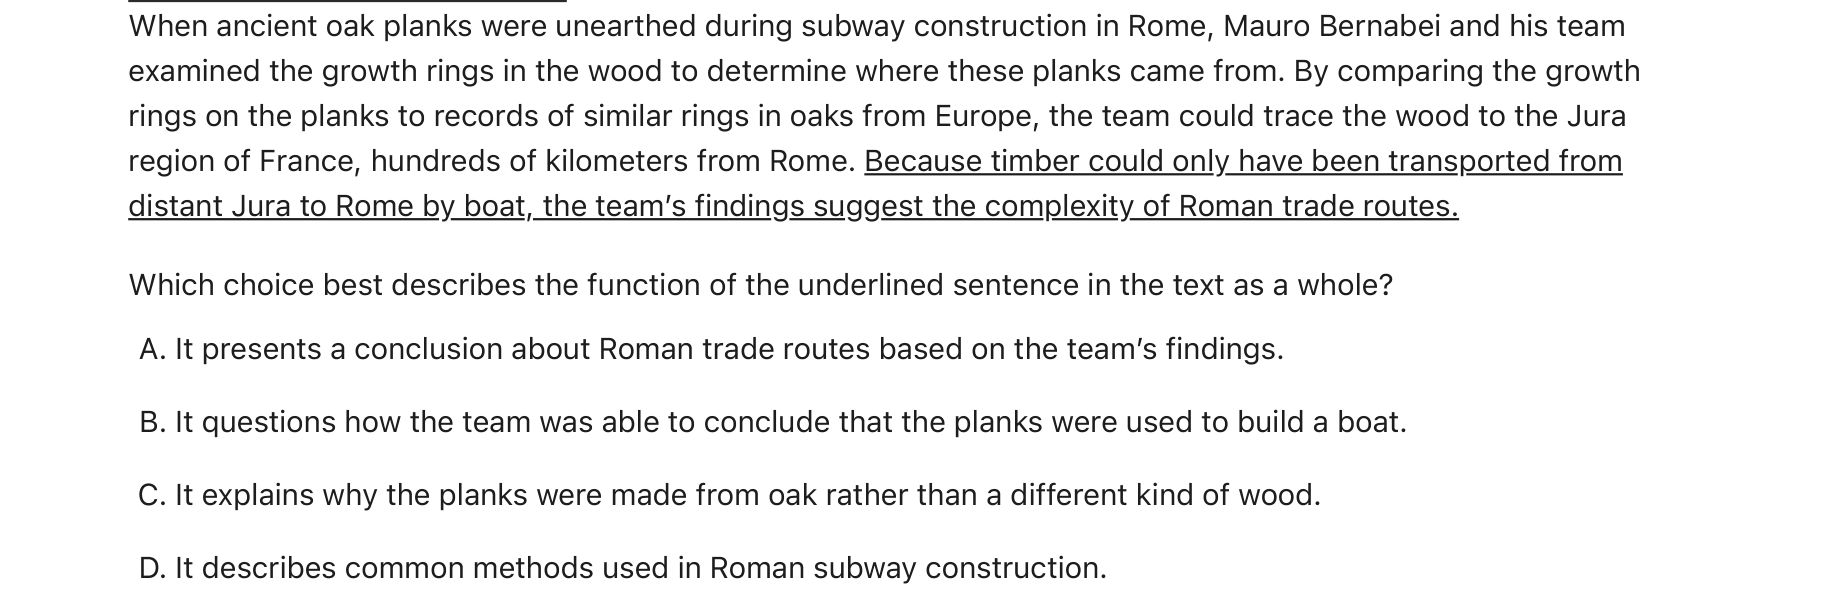 When ancient oak planks were unearthed during subway construction in Rome, Mauro Bernabei and his team
examined the growth rings in the wood to determine where these planks came from. By comparing the growth
rings on the planks to records of similar rings in oaks from Europe, the team could trace the wood to the Jura
region of France, hundreds of kilometers from Rome. Because timber could only have been transported from
distant Jura to Rome by boat, the team’s findings suggest the complexity of Roman trade routes.
Which choice best describes the function of the underlined sentence in the text as a whole?
A. It presents a conclusion about Roman trade routes based on the team’s findings.
B. It questions how the team was able to conclude that the planks were used to build a boat.
C. It explains why the planks were made from oak rather than a different kind of wood.
D. It describes common methods used in Roman subway construction.